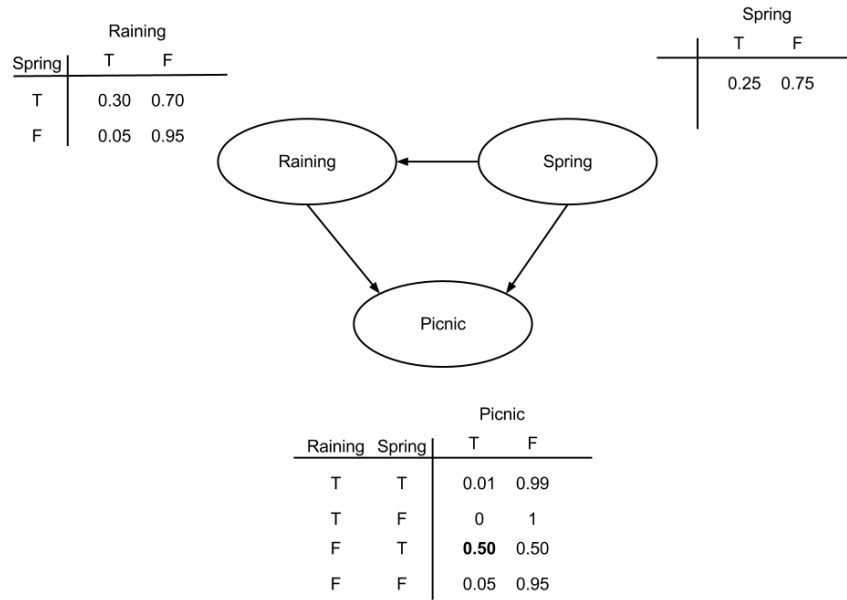 Raining
Spring T F
T 0.30 0.70
F 0.05 0.95
Spring
T F
0.25 0.75
Raining
Spring
Picnic
Picnic
Raining Spring T F
T T 0.01 0.99
T F 0 1
F T 0.50 0.50
F F 0.05 0.95